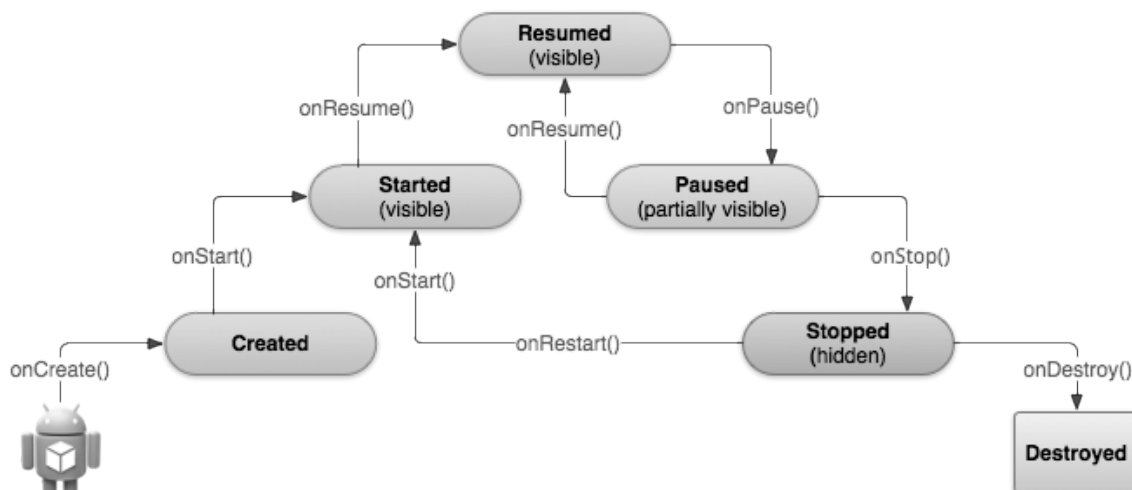 Resumed
(visible)
onResume()
onResume()
onPause()
Started
(visible)
Paused
(partially visible)
onStart()
onStart()
onStop()
Created
onRestart()
Stopped
(hidden)
onCreate()
onDestroy()
Destroyed